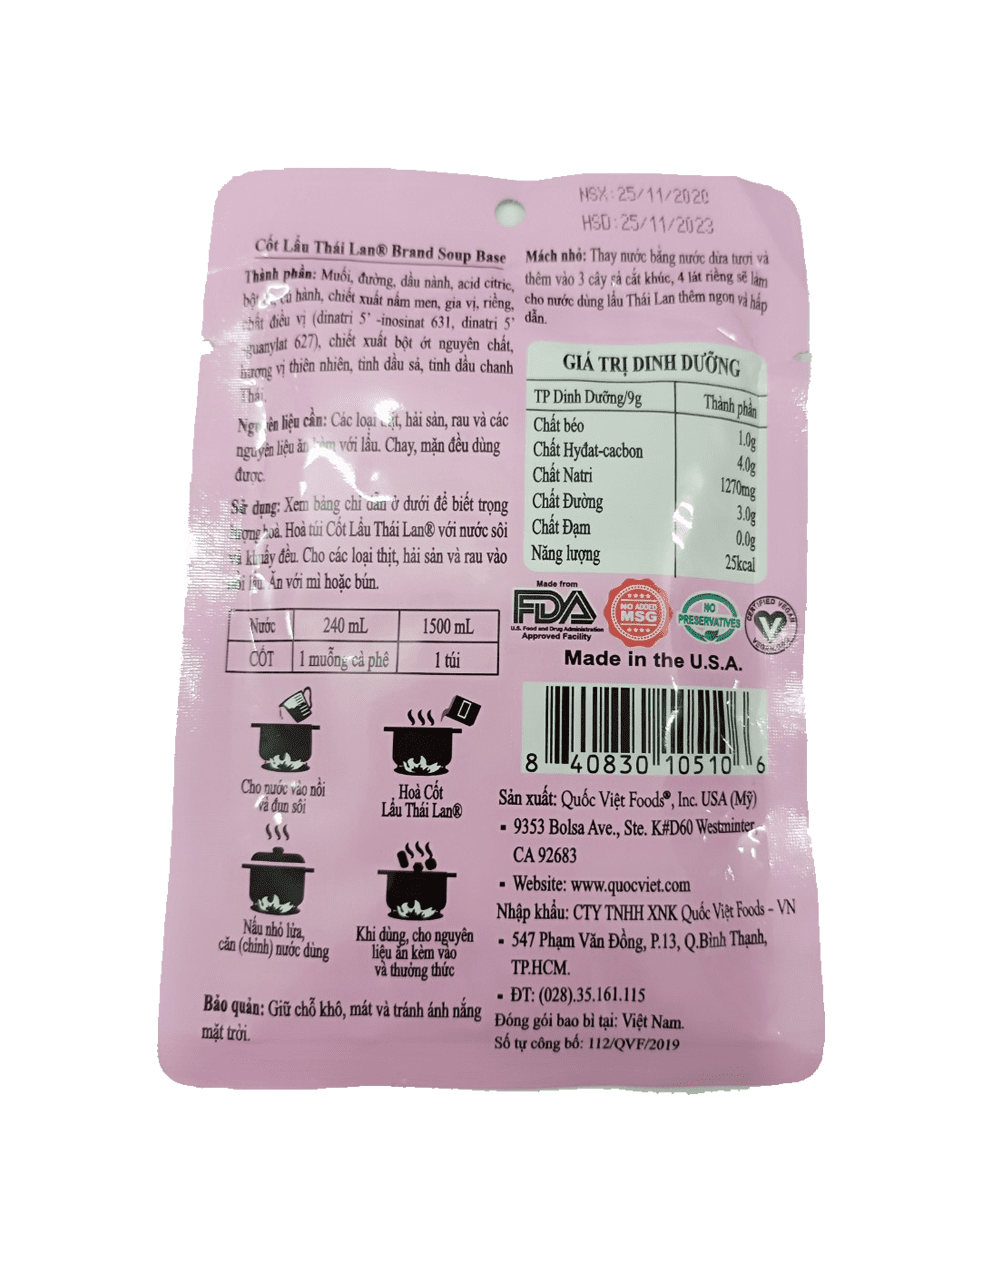 NSX: 25/11/2020
HSD: 25/11/2023
Cốt Lẩu Thái Lan® Brand Soup Base
Thành phần: Muối, đường, dầu nành, acid citric,
bột củ hành, chiết xuất nấm men, gia vị, riềng,
chất điều vị (dinatri 5’ -inosinat 631, dinatri 5’
-guanylat 627), chiết xuất bột ớt nguyên chất,
hương vị thiên nhiên, tinh dầu sả, tinh dầu chanh
Thái.
Nguyên liệu cần: Các loại thịt, hải sản, rau và các
nguyên liệu ăn kèm với lẩu. Chay, mặn đều dùng
được.
Sử dụng: Xem bảng chỉ dẫn ở dưới để biết trọng
lượng hoà. Hoà túi Cốt Lẩu Thái Lan® với nước sôi
và khuấy đều. Cho các loại thịt, hải sản và rau vào
nồi lẩu. Ăn với mì hoặc bún.
Nước 240 mL 1500 mL
CỐT 1 muỗng cà phê 1 túi
Cho nước vào nồi
và đun sôi
Hoà Cốt
Lẩu Thái Lan®
Nấu nhỏ lửa,
căn (chỉnh) nước dùng
Khi dùng, cho nguyên
liệu ăn kèm vào
và thưởng thức
Bảo quản: Giữ chỗ khô, mát và tránh ánh nắng
mặt trời.
Mách nhỏ: Thay nước bằng nước dừa tươi và
thêm vào 3 cây sả cắt khúc, 4 lát riềng sẽ làm
cho nước dùng lẩu Thái Lan thêm ngon và hấp
dẫn.
GIÁ TRỊ DINH DƯỠNG
TP Dinh Dưỡng/9g Thành phần
Chất béo 1.0g
Chất Hyđat-cacbon 4.0g
Chất Natri 1270mg
Chất Đường 3.0g
Chất Đạm 0.0g
Năng lượng 25kcal
Made from
FDA
U.S. Food and Drug Administration
Approved Facility
NO ADDED
MSG
NO
PRESERVATIVES
CERTIFIED VEGAN
VEGAN.ORG
Made in the U.S.A.
8 40830 10510 6
Sản xuất: Quốc Việt Foods®, Inc. USA (Mỹ)
▪ 9353 Bolsa Ave., Ste. K#D60 Westminter,
CA 92683
▪ Website: www.quocviet.com
Nhập khẩu: CTY TNHH XNK Quốc Việt Foods – VN
▪ 547 Phạm Văn Đồng, P.13, Q.Bình Thạnh,
TP.HCM.
▪ ĐT: (028).35.161.115
Đóng gói bao bì tại: Việt Nam.
Số tự công bố: 112/QVF/2019